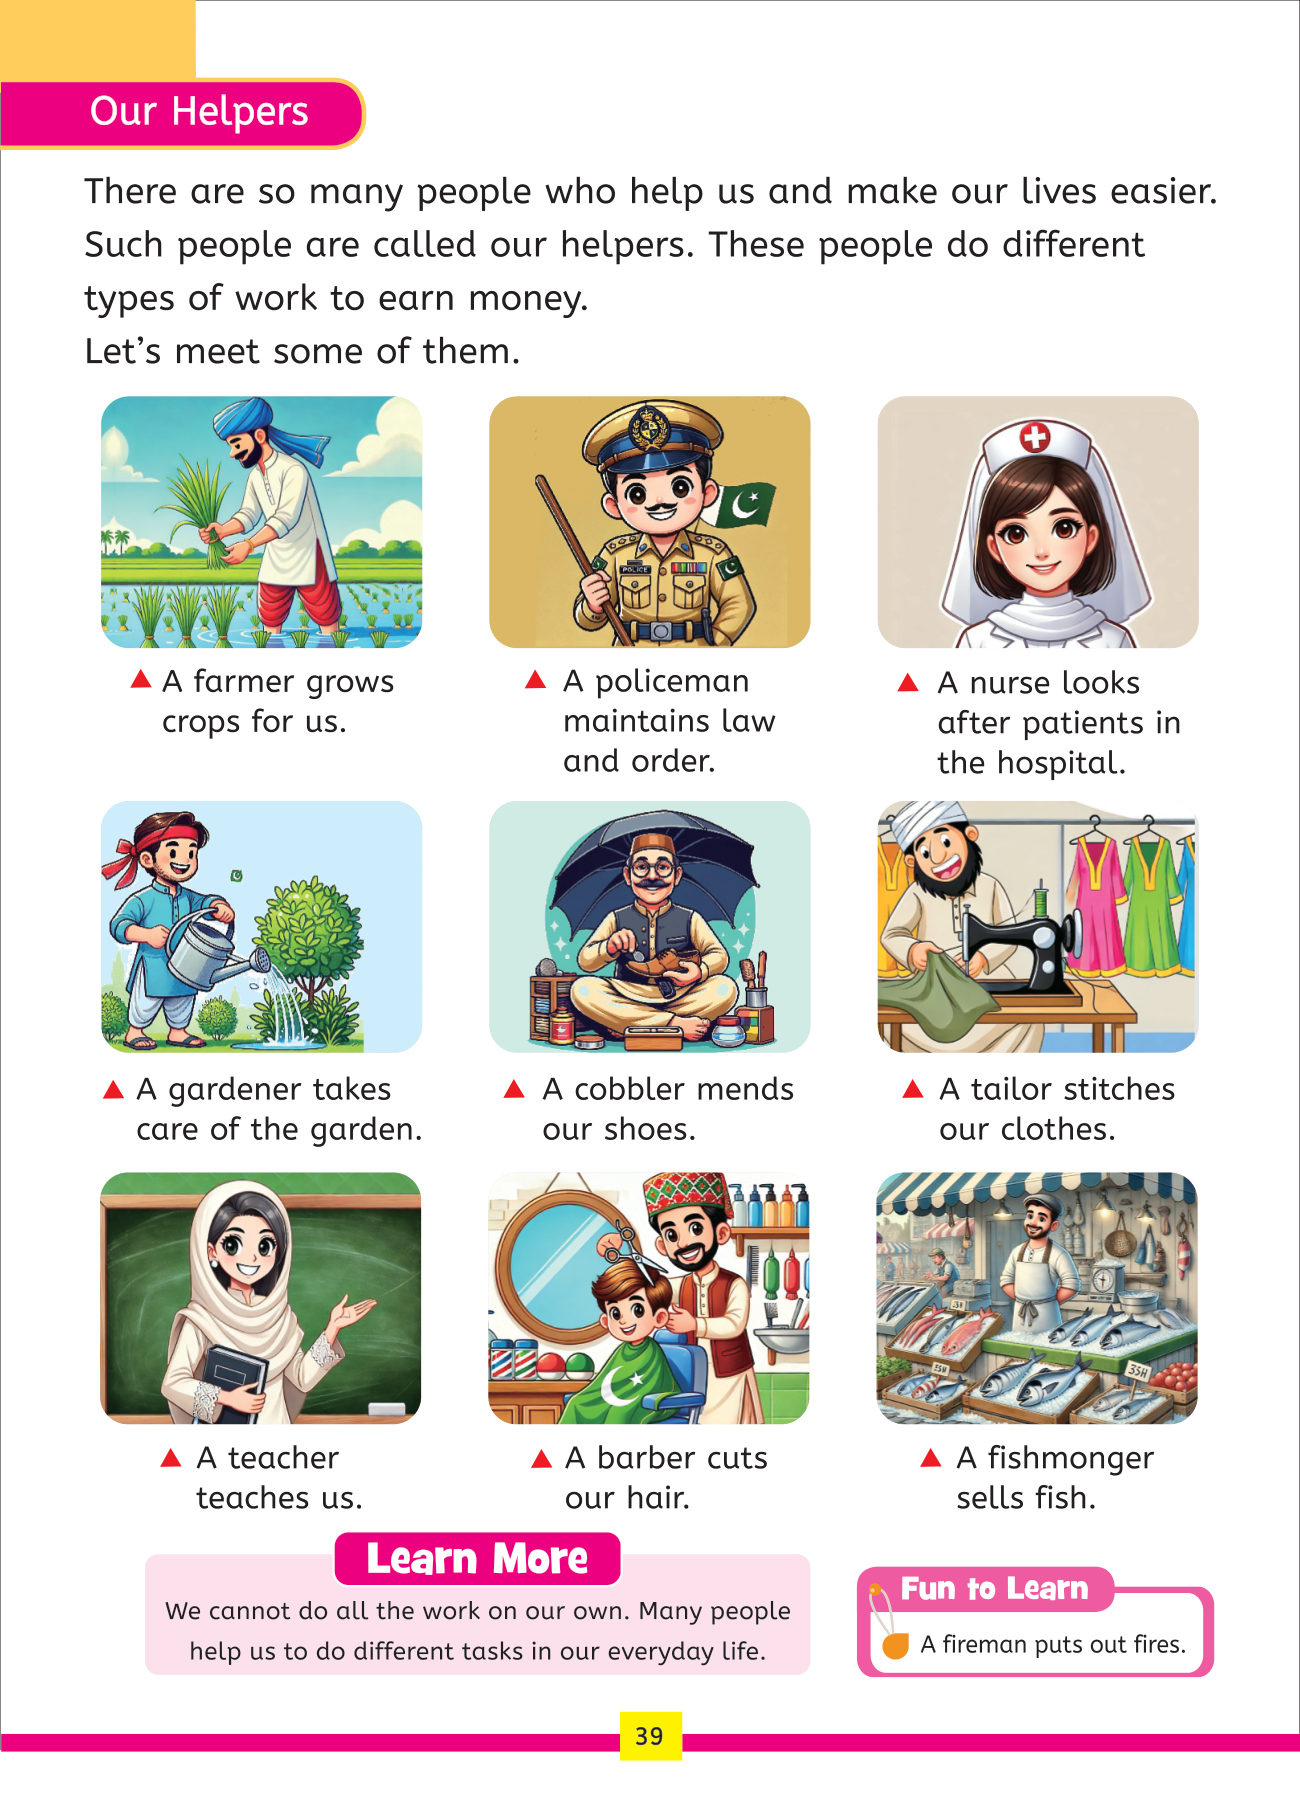 Our Helpers
There are so many people who help us and make our lives easier.
Such people are called our helpers. These people do different
types of work to earn money.
Let's meet some of them.
POLICE
A farmer grows
crops for us.
A policeman
maintains law
and order.
A nurse looks
after patients in
the hospital.
A gardener takes
care of the garden.
A cobbler mends
our shoes.
A tailor stitches
our clothes.
35H
35H
A teacher
teaches us.
A barber cuts
our hair.
A fishmonger
sells fish.
Learn More
We cannot do all the work on our own. Many people
help us to do different tasks in our everyday life.
Fun to Learn
A fireman puts out fires.
39